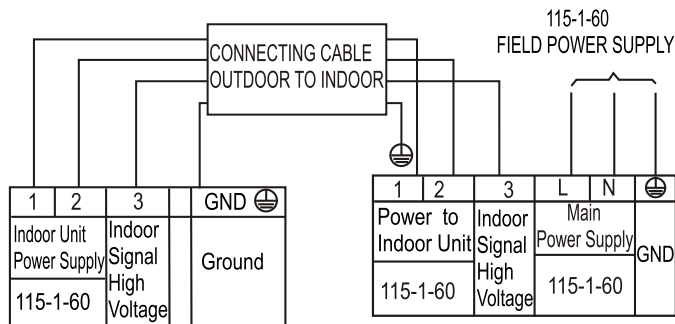 115-1-60
FIELD POWER SUPPLY
CONNECTING CABLE
OUTDOOR TO INDOOR
1 2 3 GND
Indoor Unit
Power Supply
115-1-60
Indoor
Signal
High
Voltage
Ground
1 2 3 L N
Power to
Indoor Unit
115-1-60
Indoor
Signal
High
Voltage
Main
Power Supply
115-1-60
GND